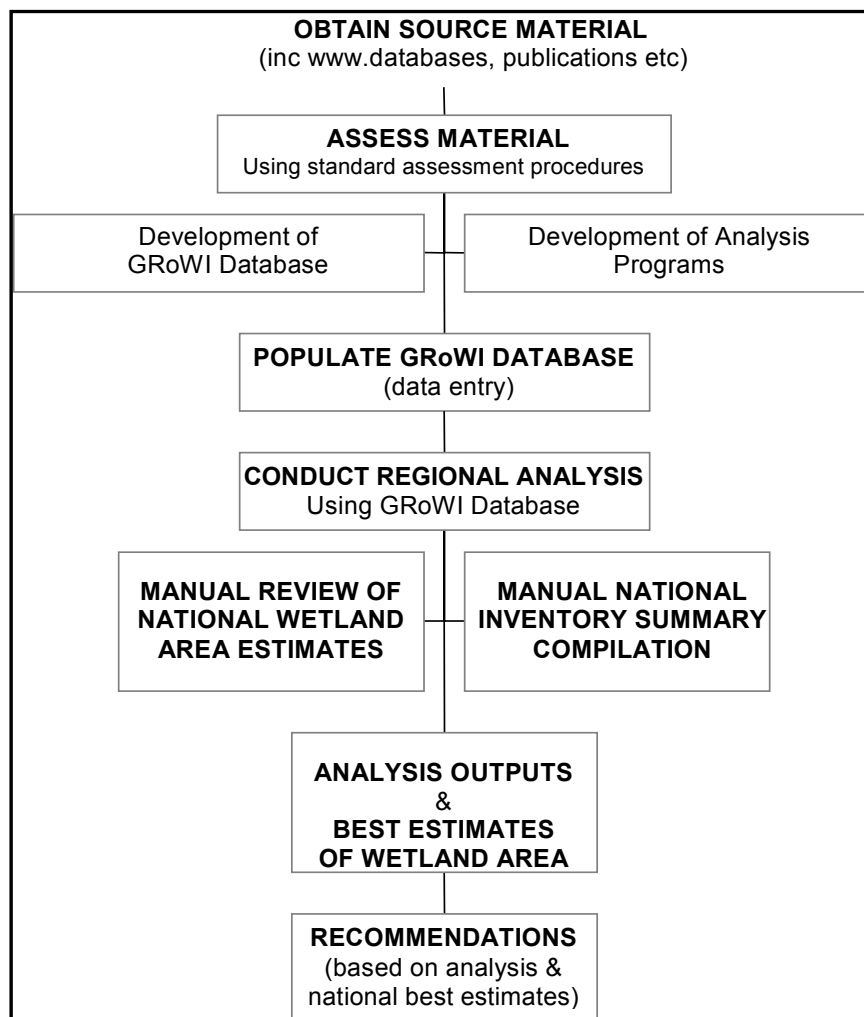 OBTAIN SOURCE MATERIAL
(inc www.databases, publications etc)
ASSESS MATERIAL
Using standard assessment procedures
Development of
GRoWI Database
Development of Analysis
Programs
POPULATE GRoWI DATABASE
(data entry)
CONDUCT REGIONAL ANALYSIS
Using GRoWI Database
MANUAL REVIEW OF
NATIONAL WETLAND
AREA ESTIMATES
MANUAL NATIONAL
INVENTORY SUMMARY
COMPILATION
ANALYSIS OUTPUTS
&
BEST ESTIMATES
OF WETLAND AREA
RECOMMENDATIONS
(based on analysis &
national best estimates)